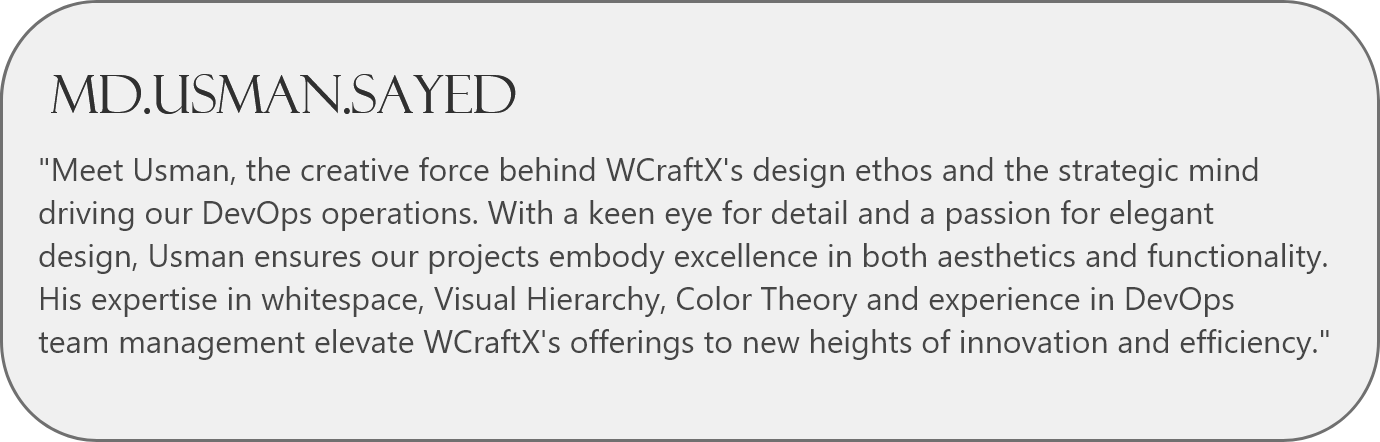 MD.USMAN.SAYED
"Meet Usman, the creative force behind WCraftX's design ethos and the strategic mind
driving our DevOps operations. With a keen eye for detail and a passion for elegant
design, Usman ensures our projects embody excellence in both aesthetics and functionality.
His expertise in whitespace, Visual Hierarchy, Color Theory and experience in DevOps
team management elevate WCraftX's offerings to new heights of innovation and efficiency."